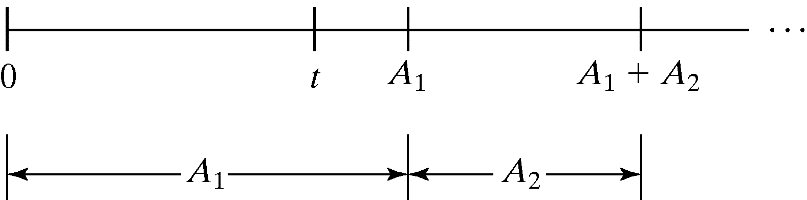 ...
0 t A₁ A₁ + A₂
A₁ A₂